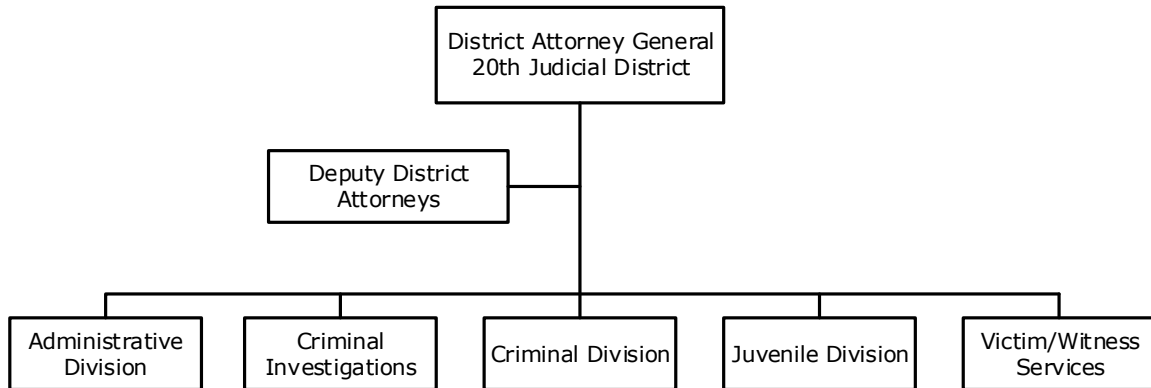 District Attorney General
20th Judicial District
Deputy District
Attorneys
Administrative
Division
Criminal
Investigations
Criminal Division
Juvenile Division
Victim/Witness
Services